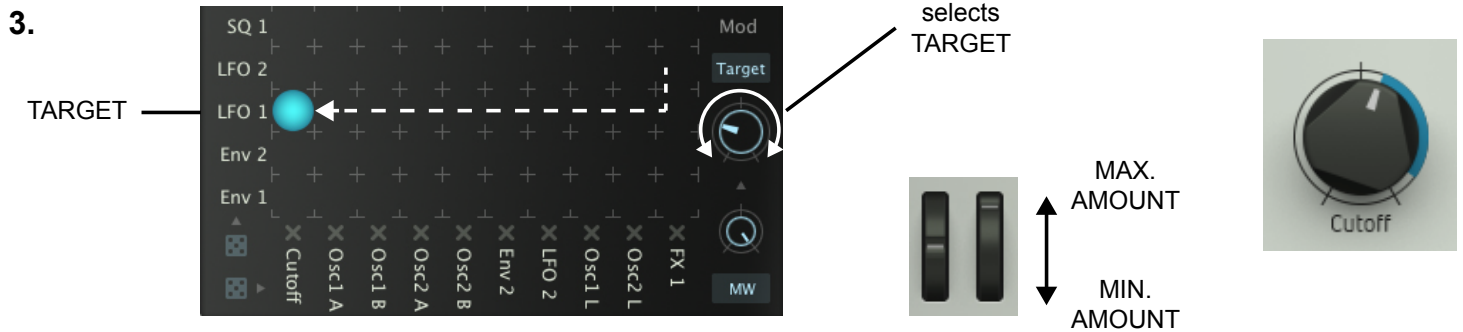 3.
SQ 1
LFO 2
LFO 1
Env 2
Env 1
TARGET
Cutoff
Osc1 A
Osc1 B
Osc2 A
Osc2 B
Env 2
LFO 2
Osc1 L
Osc2 L
FX 1
Mod
Target
MW
selects
TARGET
MAX.
AMOUNT
MIN.
AMOUNT
Cutoff